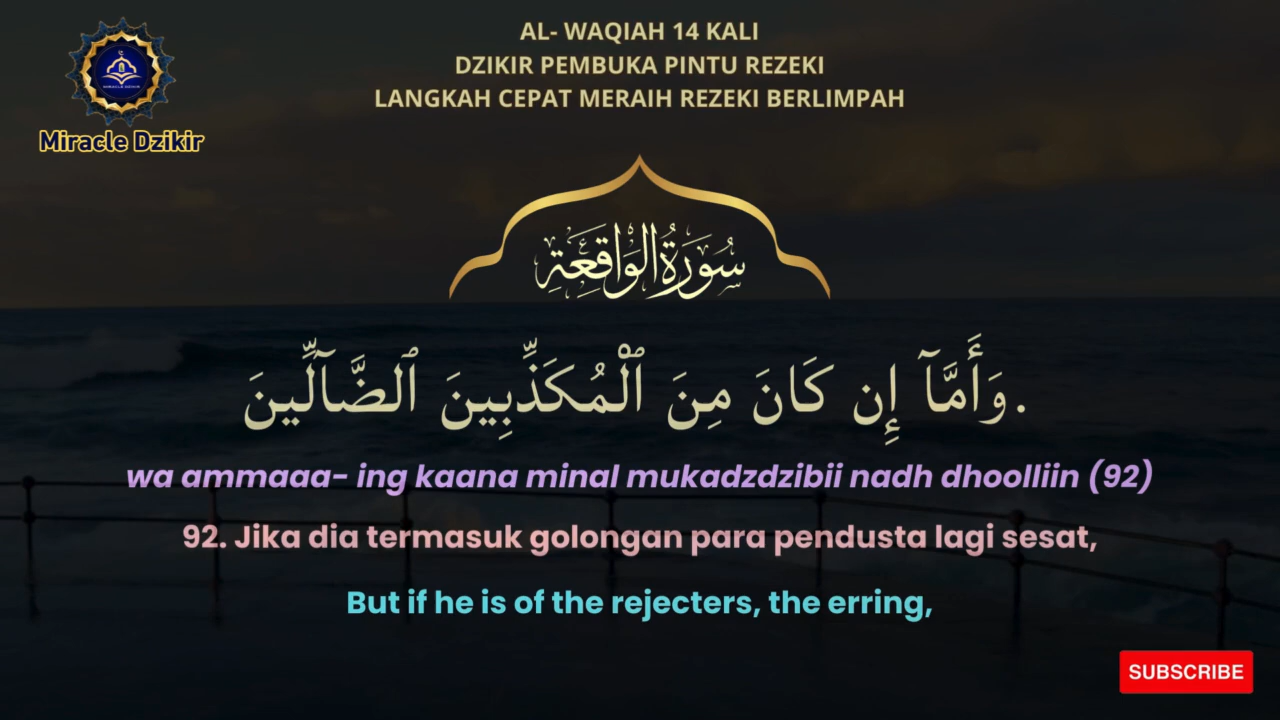 AL- WAQIAH 14 KALI
DZIKIR PEMBUKA PINTU REZEKI
LANGKAH CEPAT MERAIH REZEKI BERLIMPAH
Miracle Dzikir
سُورَةُ الْوَاقِعَةِ
وَأَمَّآ إِن كَانَ مِنَ ٱلْمُكَذِّبِينَ ٱلضَّآلِّينَ.
wa ammaaa- ing kaana minal mukadzdzibii nadh dhoolliin (92)
92. Jika dia termasuk golongan para pendusta lagi sesat,
But if he is of the rejecters, the erring,
SUBSCRIBE